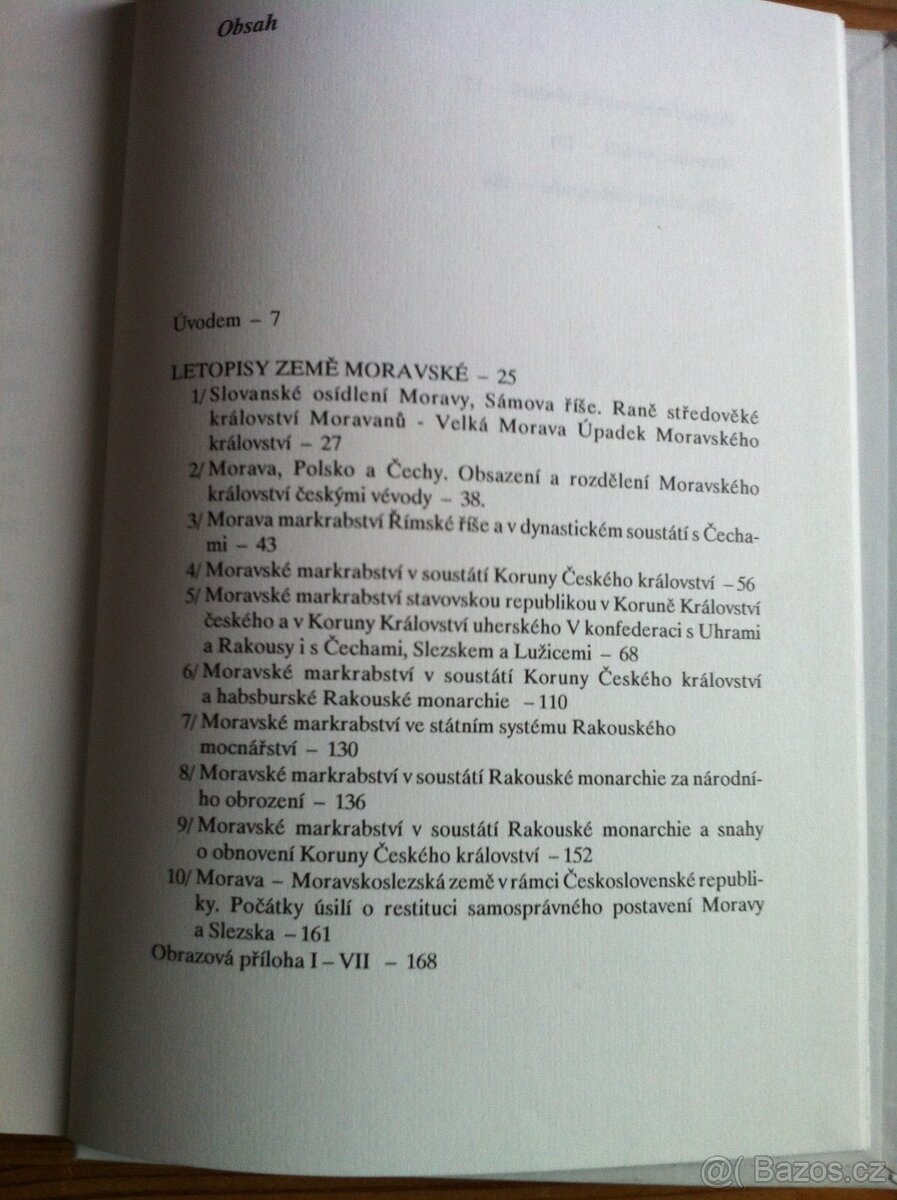 Obsah
Úvodem – 7
LETOPISY ZEMĚ MORAVSKÉ – 25
1/ Slovanské osídlení Moravy, Sámova říše. Raně středověké
království Moravanů - Velká Morava Úpadek Moravského
království – 27
2/ Morava, Polsko a Čechy. Obsazení a rozdělení Moravského
království českými vévody – 38.
3/ Morava markrabství Římské říše a v dynastickém soustátí s Čecha-
mi – 43
4/ Moravské markrabství v soustátí Koruny Českého království – 56
5/ Moravské markrabství stavovskou republikou v Koruně Království
českého a v Koruny Království uherského V konfederaci s Uhrami
a Rakousy i s Čechami, Slezskem a Lužicemi – 68
6/ Moravské markrabství v soustátí Koruny Českého království
a habsburské Rakouské monarchie – 110
7/ Moravské markrabství ve státním systému Rakouského
mocnářství – 130
8/ Moravské markrabství v soustátí Rakouské monarchie za národní-
ho obrození – 136
9/ Moravské markrabství v soustátí Rakouské monarchie a snahy
o obnovení Koruny Českého království – 152
10/ Morava – Moravskoslezská země v rámci Československé republi-
ky. Počátky úsilí o restituci samosprávného postavení Moravy
a Slezska – 161
Obrazová příloha I – VII – 168
@( Bazos.cz